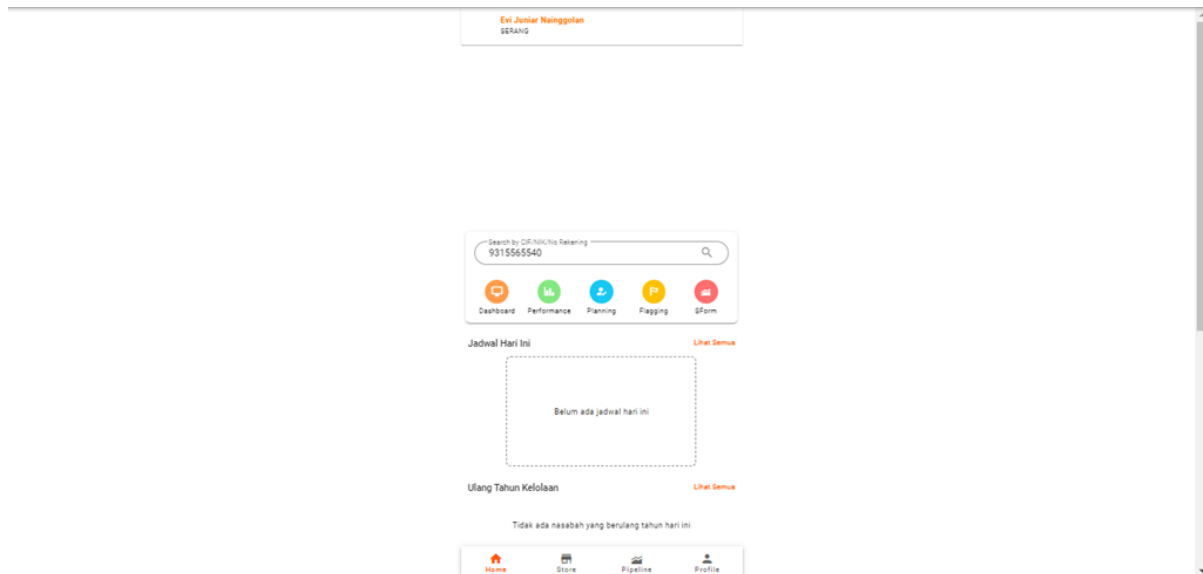 Evi Juniar Nainggolan
SERANG
Search by CIF/NIK/No Rekening
9315565540
Dashboard Performance Planning Flagging SForm
Jadwal Hari Ini Lihat Semua
Belum ada jadwal hari ini
Ulang Tahun Kelolaan Lihat Semua
Tidak ada nasabah yang berulang tahun hari ini
Home Store Pipeline Profile